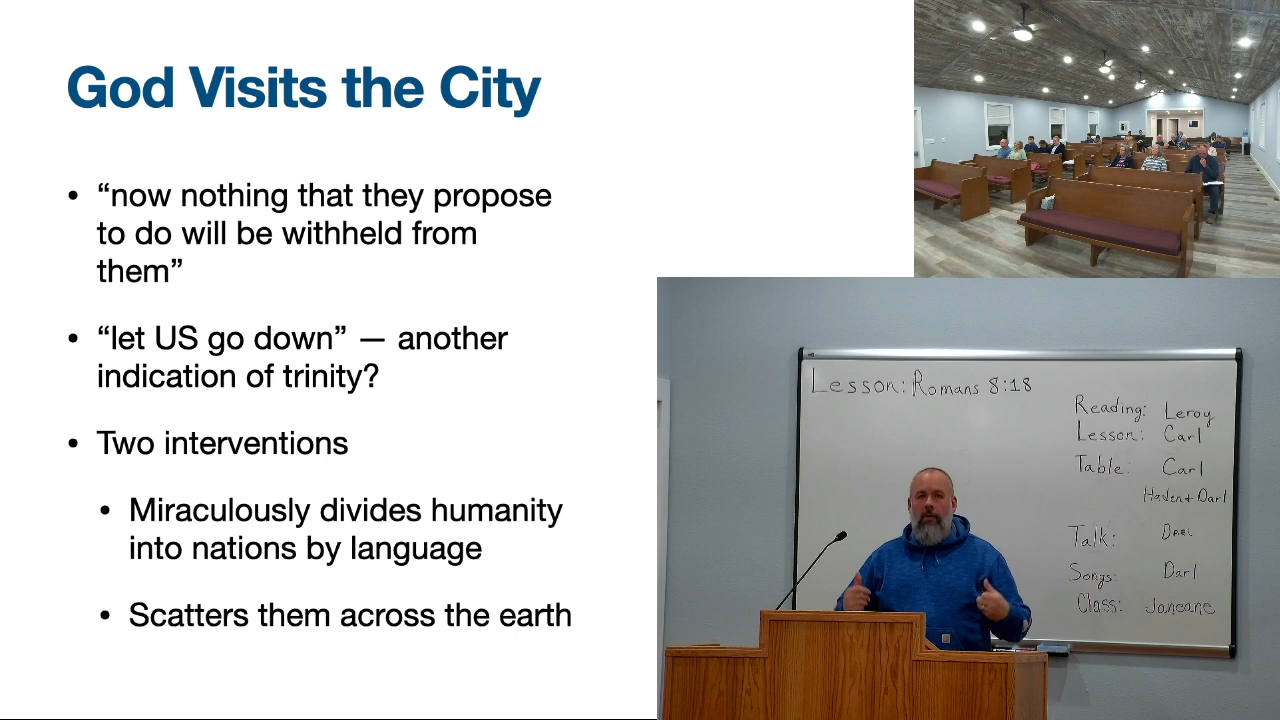 God Visits the City
• “now nothing that they propose
to do will be withheld from
them”
• “let US go down” — another
indication of trinity?
• Two interventions
• Miraculously divides humanity
into nations by language
• Scatters them across the earth
Lesson: Romans 8:18
Reading: Leroy
Lesson: Carl
Table: Carl
Haven + Darl
Talk: Darl
Songs: Darl
Class: Janeane